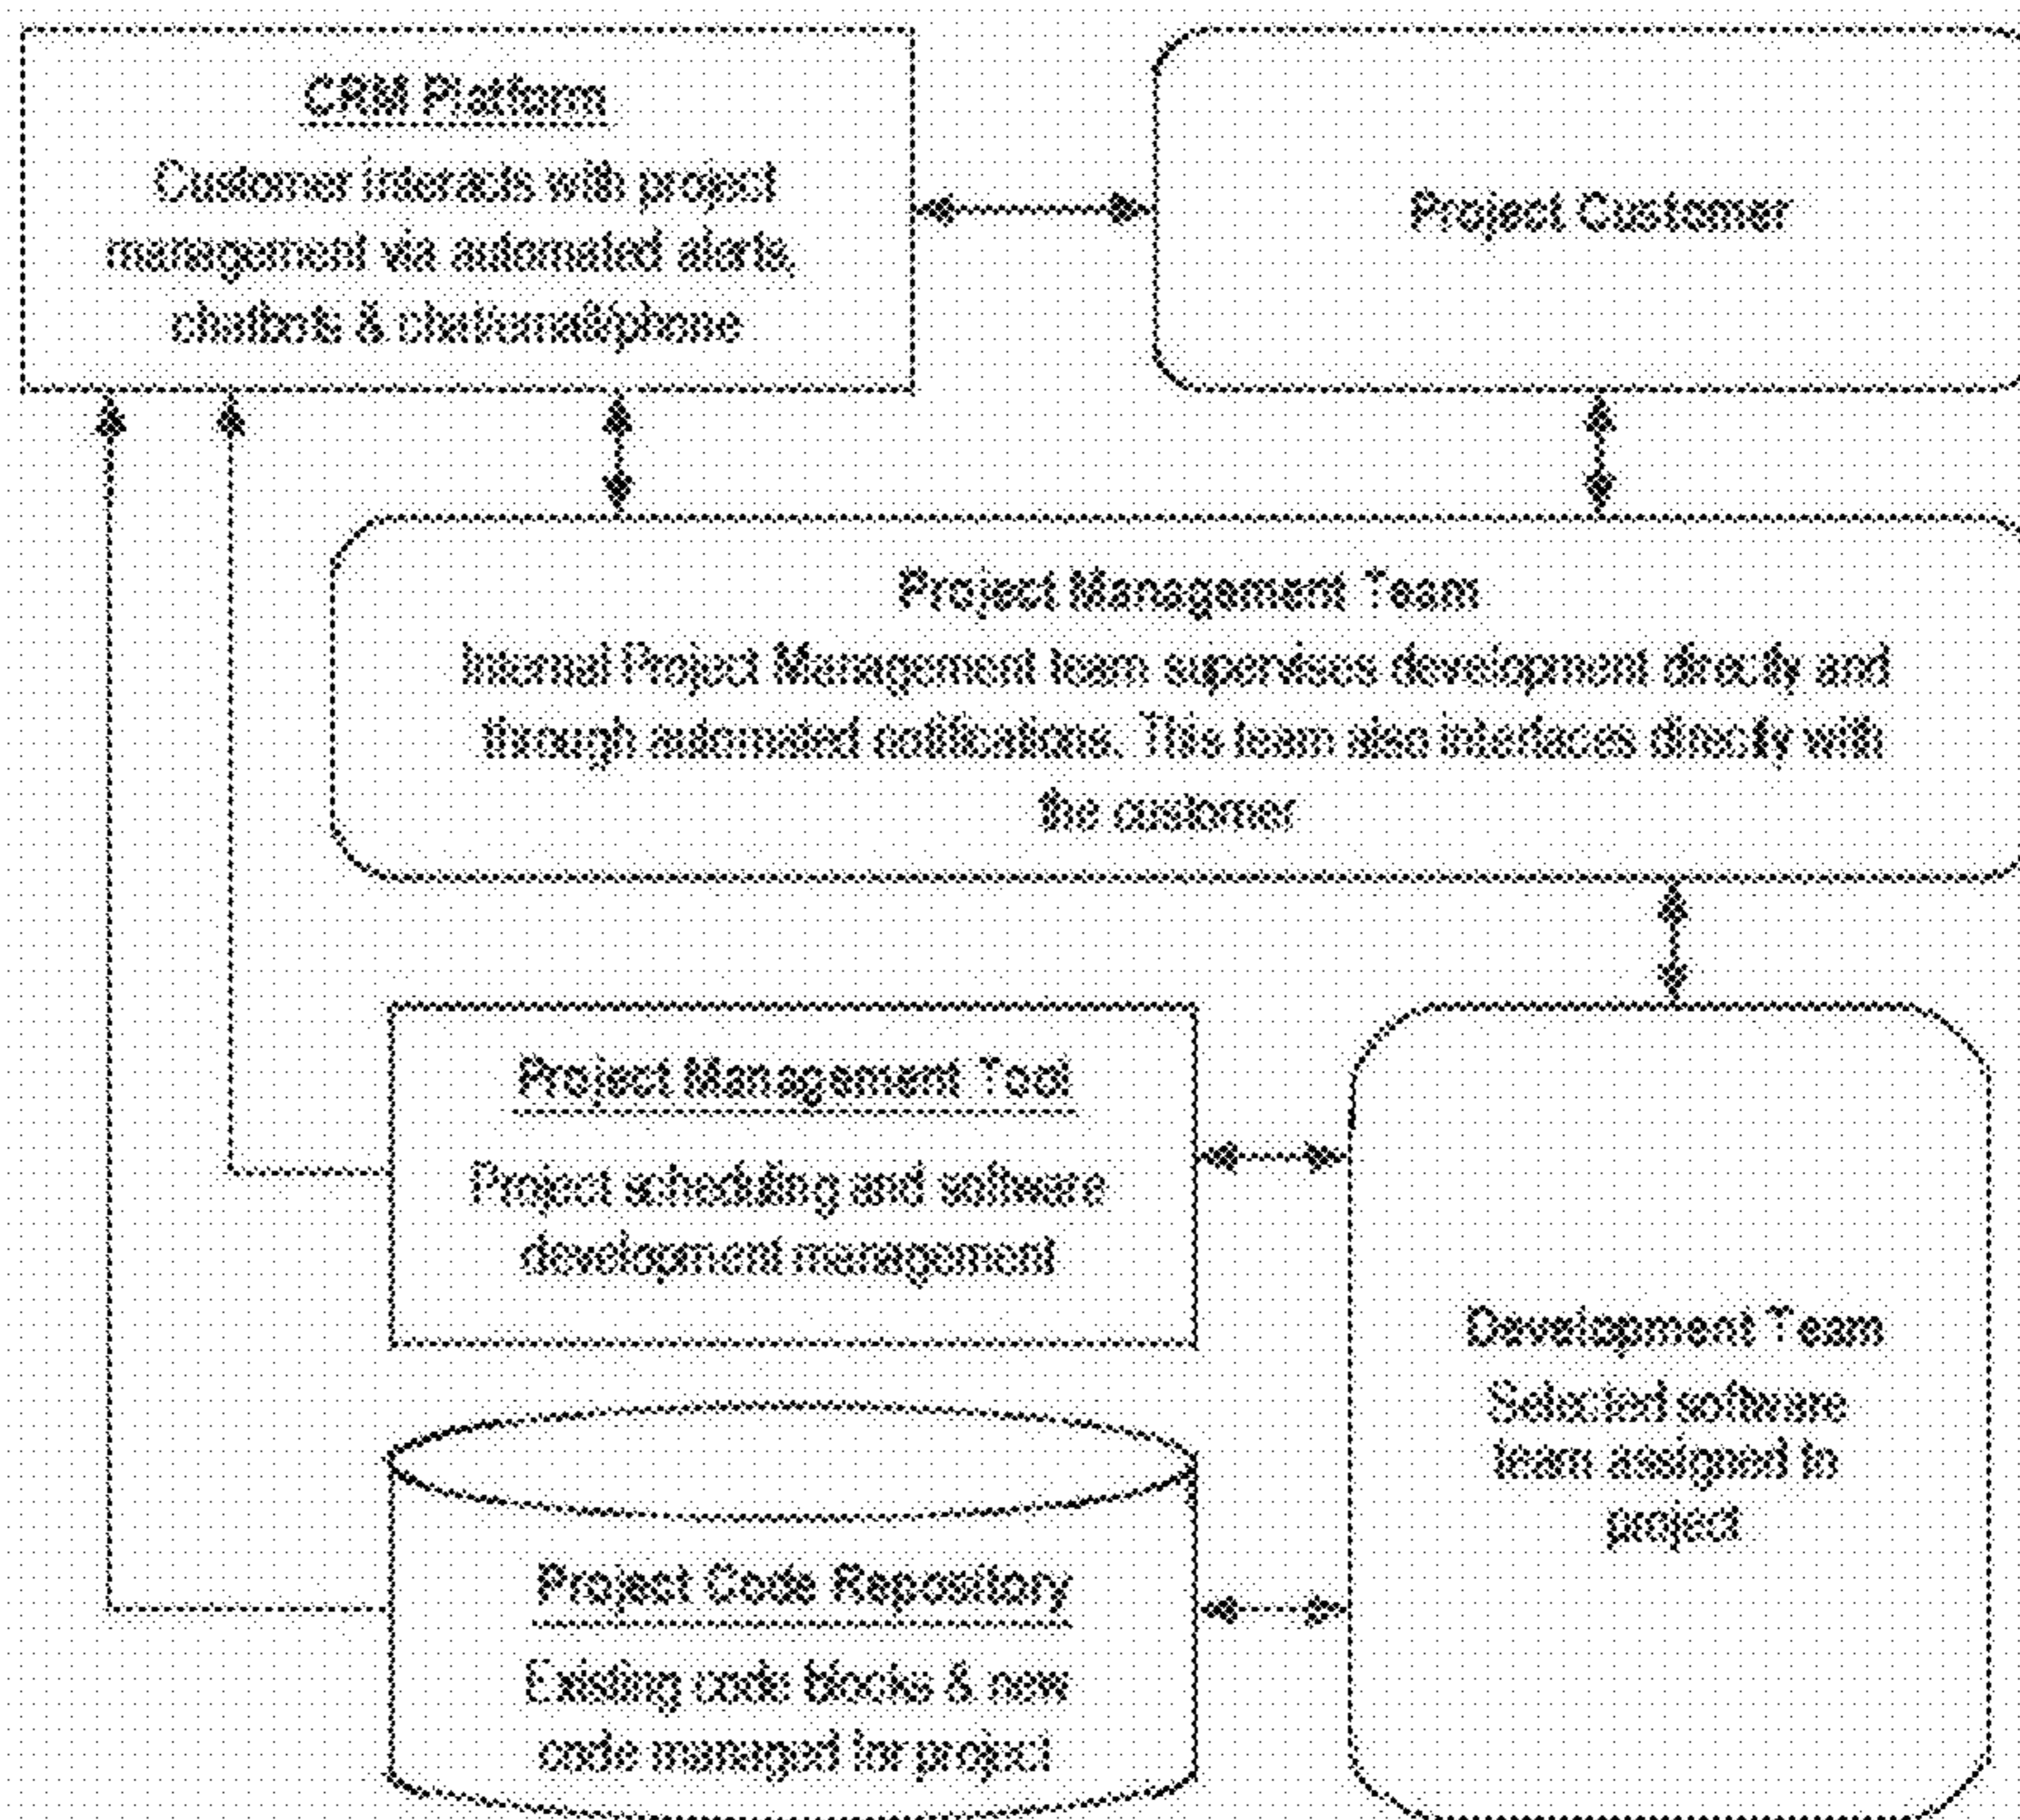 CRM Platform
Customer interacts with project
management via automated alerts,
chatbots & chat/email/phone
Project Customer
Project Management Team
Internal Project Management team supervises development directly and
through automated notifications. This team also interfaces directly with
the customer
Project Management Tool
Project scheduling and software
development management
Development Team
Selected software
team assigned to
project
Project Code Repository
Existing code blocks & new
code managed for project